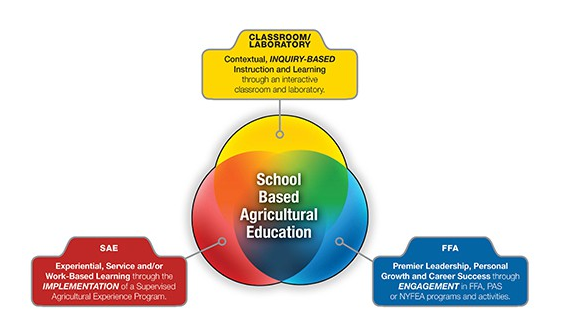 CLASSROOM/
LABORATORY
Contextual, INQUIRY-BASED
Instruction and Learning
through an interactive
classroom and laboratory.
School
Based
Agricultural
Education
SAE
Experiential, Service and/or
Work-Based Learning through the
IMPLEMENTATION of a Supervised
Agricultural Experience Program.
FFA
Premier Leadership, Personal
Growth and Career Success through
ENGAGEMENT in FFA, PAS
or NYFEA programs and activities.